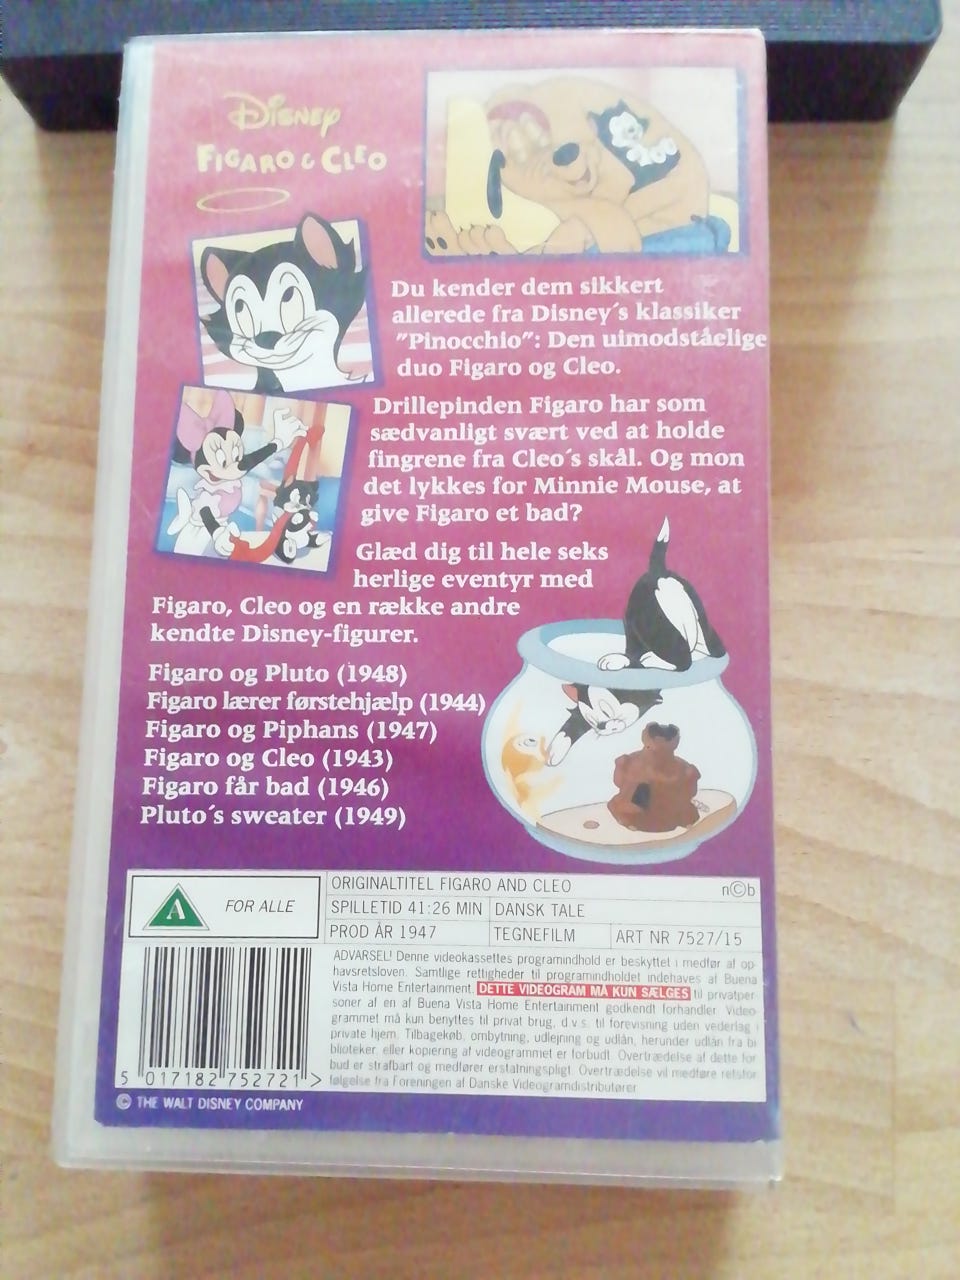 Disney
FIGARO & CLEO
Du kender dem sikkert
allerede fra Disney´s klassiker
"Pinocchio": Den uimodståelige
duo Figaro og Cleo.
Drillepinden Figaro har som
sædvanligt svært ved at holde
fingrene fra Cleo´s skål. Og mon
det lykkes for Minnie Mouse, at
give Figaro et bad?
Glæd dig til hele seks
herlige eventyr med
Figaro, Cleo og en række andre
kendte Disney-figurer.
Figaro og Pluto (1948)
Figaro lærer førstehjælp (1944)
Figaro og Piphans (1947)
Figaro og Cleo (1943)
Figaro får bad (1946)
Pluto´s sweater (1949)
A FOR ALLE
ORIGINALTITEL FIGARO AND CLEO n©b
SPILLETID 41:26 MIN DANSK TALE
PROD ÅR 1947 TEGNEFILM ART NR 7527/15
ADVARSEL! Denne videokassettes programindhold er beskyttet i medfør af op-
havsretsloven. Samtlige rettigheder til programindholdet indehaves af Buena
Vista Home Entertainment. DETTE VIDEOGRAM MÅ KUN SÆLGES til privatper-
soner af en af Buena Vista Home Entertainment godkendt forhandler. Video-
grammet må kun benyttes til privat brug, d.v.s. til forevisning uden vederlag i
private hjem. Tilbagekøb, ombytning, udlejning og udlån, herunder udlån fra bi-
blioteker, eller kopiering af videogrammet er forbudt. Overtrædelse af dette for-
bud er strafbart og medfører erstatningspligt. Overtrædelse vil medføre retsfor-
følgelse fra Foreningen af Danske Videogramdistributører.
5 017182 752721 >
© THE WALT DISNEY COMPANY